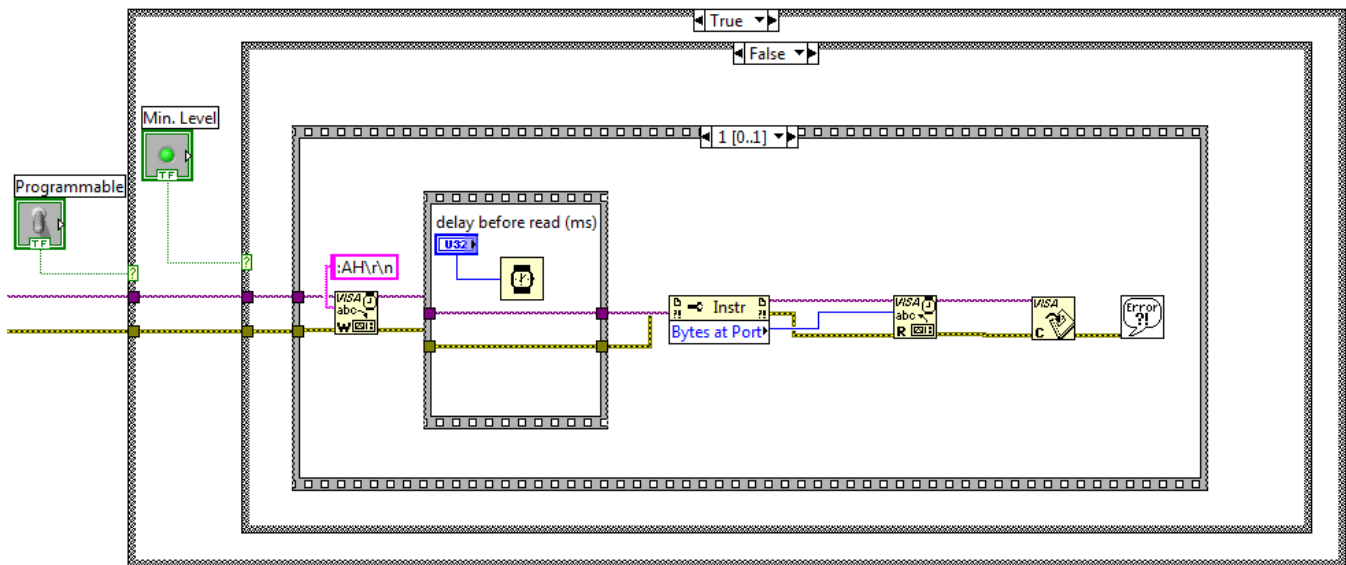 True
False
Min. Level
TF
1 [0..1]
Programmable
TF
delay before read (ms)
U32
:AH\r\n
VISA
abc
W
Instr
Bytes at Port
VISA
abc
R
VISA
C
Error
?!